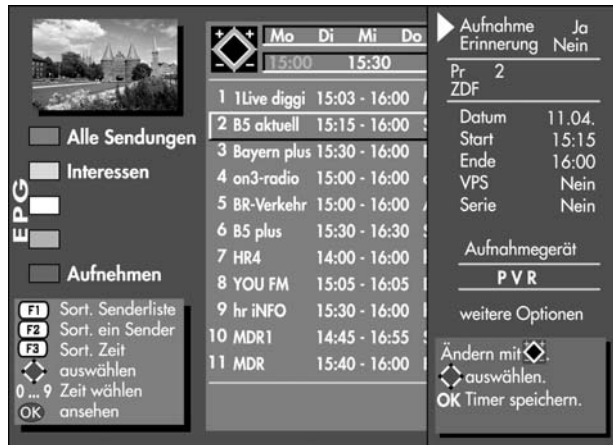 Alle Sendungen
Interessen
EPG
Aufnehmen
F1 Sort. Senderliste
F2 Sort. ein Sender
F3 Sort. Zeit
auswählen
0 ... 9 Zeit wählen
OK ansehen
Mo Di Mi Do
15:00 15:30
1 1Live diggi 15:03 - 16:00
2 B5 aktuell 15:15 - 16:00
3 Bayern plus 15:30 - 16:00
4 on3-radio 15:00 - 16:00
5 BR-Verkehr 15:00 - 16:00
6 B5 plus 15:30 - 16:30
7 HR4 14:00 - 16:00
8 YOU FM 15:05 - 16:05
9 hr iNFO 15:30 - 16:00
10 MDR1 14:45 - 16:55
11 MDR 15:40 - 16:00
Aufnahme Ja
Erinnerung Nein
Pr 2
ZDF
Datum 11.04.
Start 15:15
Ende 16:00
VPS Nein
Serie Nein
Aufnahmegerät
PVR
weitere Optionen
Ändern mit .
auswählen.
OK Timer speichern.